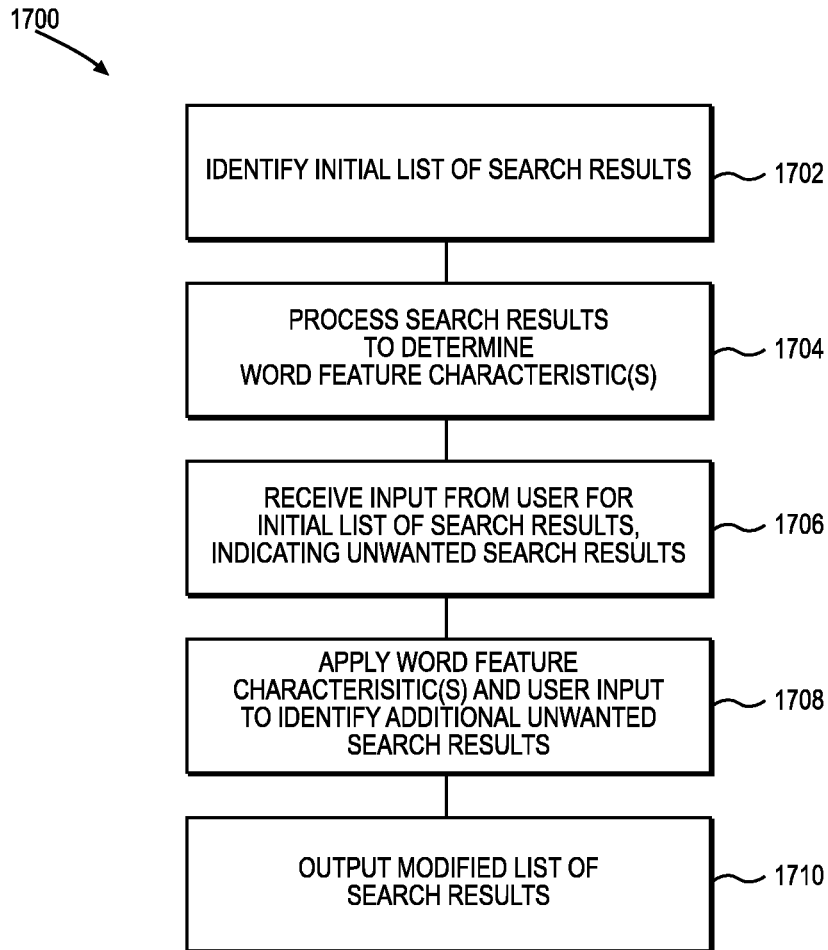 1700
IDENTIFY INITIAL LIST OF SEARCH RESULTS
1702
PROCESS SEARCH RESULTS
TO DETERMINE
WORD FEATURE CHARACTERISTIC(S)
1704
RECEIVE INPUT FROM USER FOR
INITIAL LIST OF SEARCH RESULTS,
INDICATING UNWANTED SEARCH RESULTS
1706
APPLY WORD FEATURE
CHARACTERISITIC(S) AND USER INPUT
TO IDENTIFY ADDITIONAL UNWANTED
SEARCH RESULTS
1708
OUTPUT MODIFIED LIST OF
SEARCH RESULTS
1710